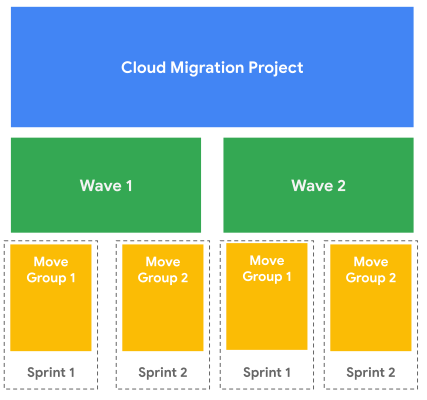 Cloud Migration Project
Wave 1
Wave 2
Move
Group 1
Move
Group 2
Move
Group 1
Move
Group 2
Sprint 1
Sprint 2
Sprint 1
Sprint 2